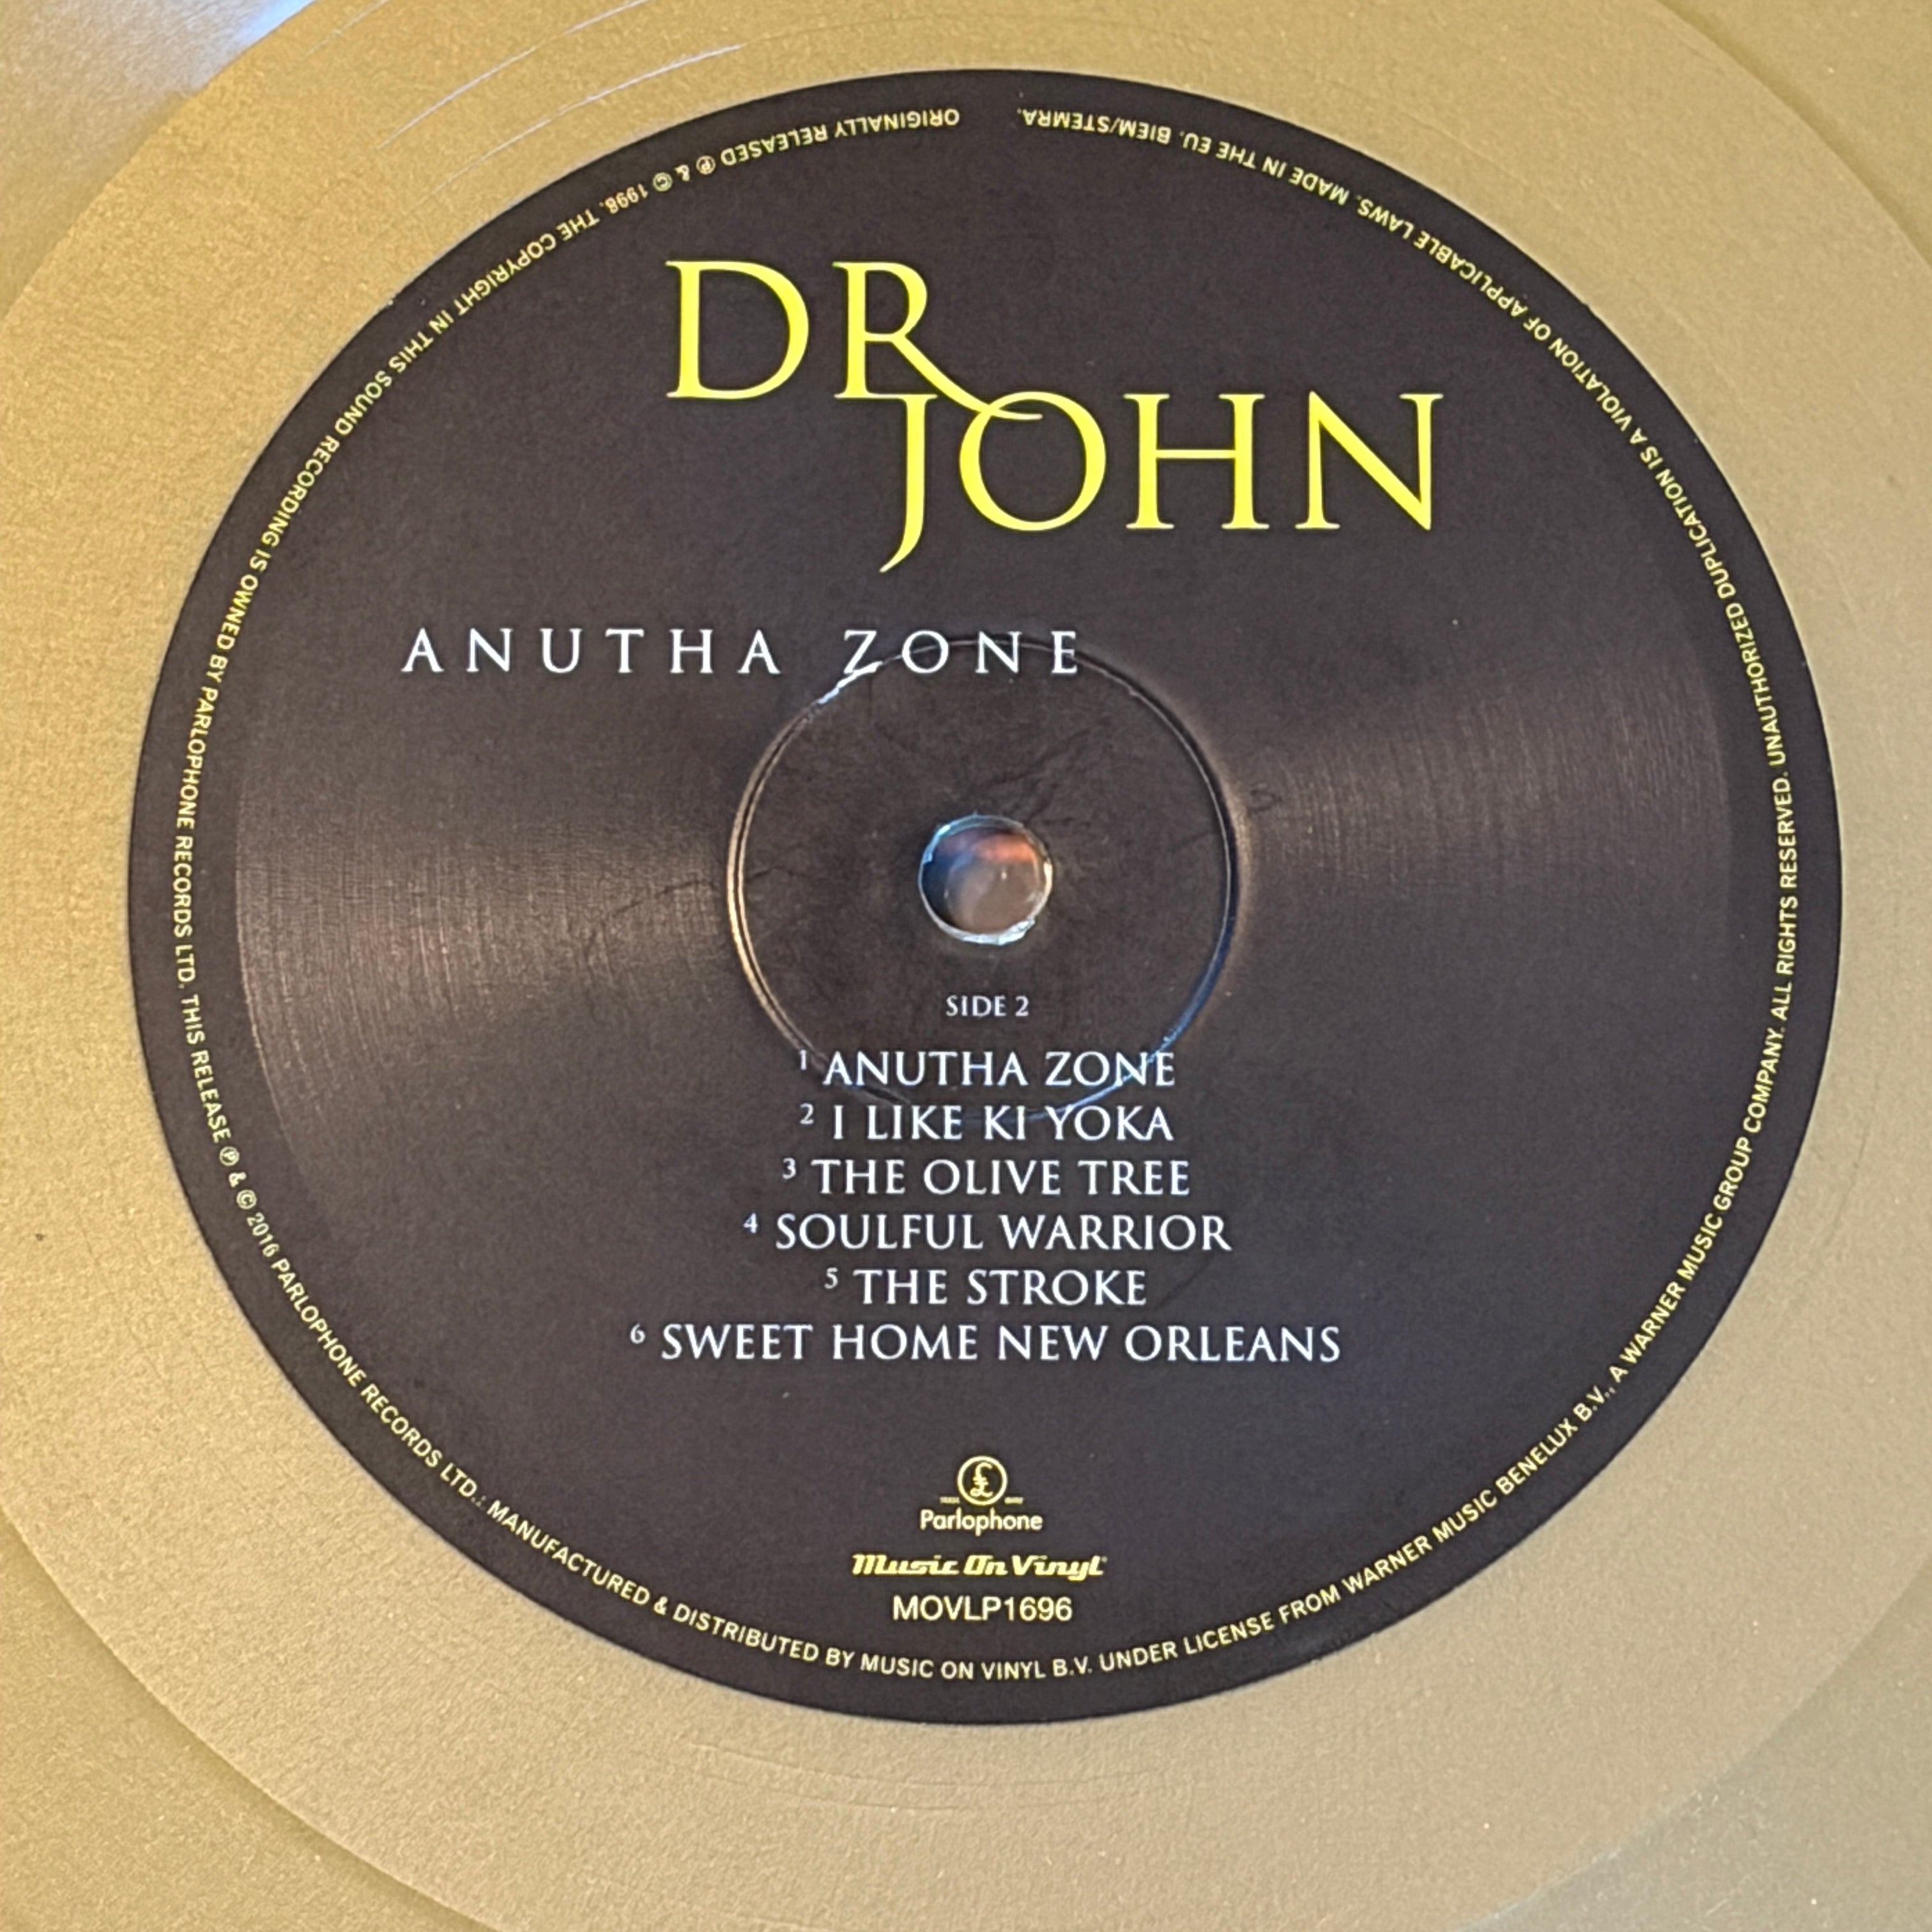 DR
JOHN
ANUTHA ZONE
SIDE 2
1 ANUTHA ZONE
2 I LIKE KI YOKA
3 THE OLIVE TREE
4 SOULFUL WARRIOR
5 THE STROKE
6 SWEET HOME NEW ORLEANS
£
Parlophone
Music On Vinyl
MOVLP1696
ORIGINALLY RELEASED ℗ & © 1998. THE COPYRIGHT IN THIS SOUND RECORDING IS OWNED BY PARLOPHONE RECORDS LTD. THIS RELEASE ℗ & © 2016 PARLOPHONE RECORDS LTD.; MANUFACTURED & DISTRIBUTED BY MUSIC ON VINYL B.V. UNDER LICENSE FROM WARNER MUSIC BENELUX B.V., A WARNER MUSIC GROUP COMPANY. ALL RIGHTS RESERVED. UNAUTHORIZED DUPLICATION IS A VIOLATION OF APPLICABLE LAWS. MADE IN THE EU. BIEM/STEMRA.